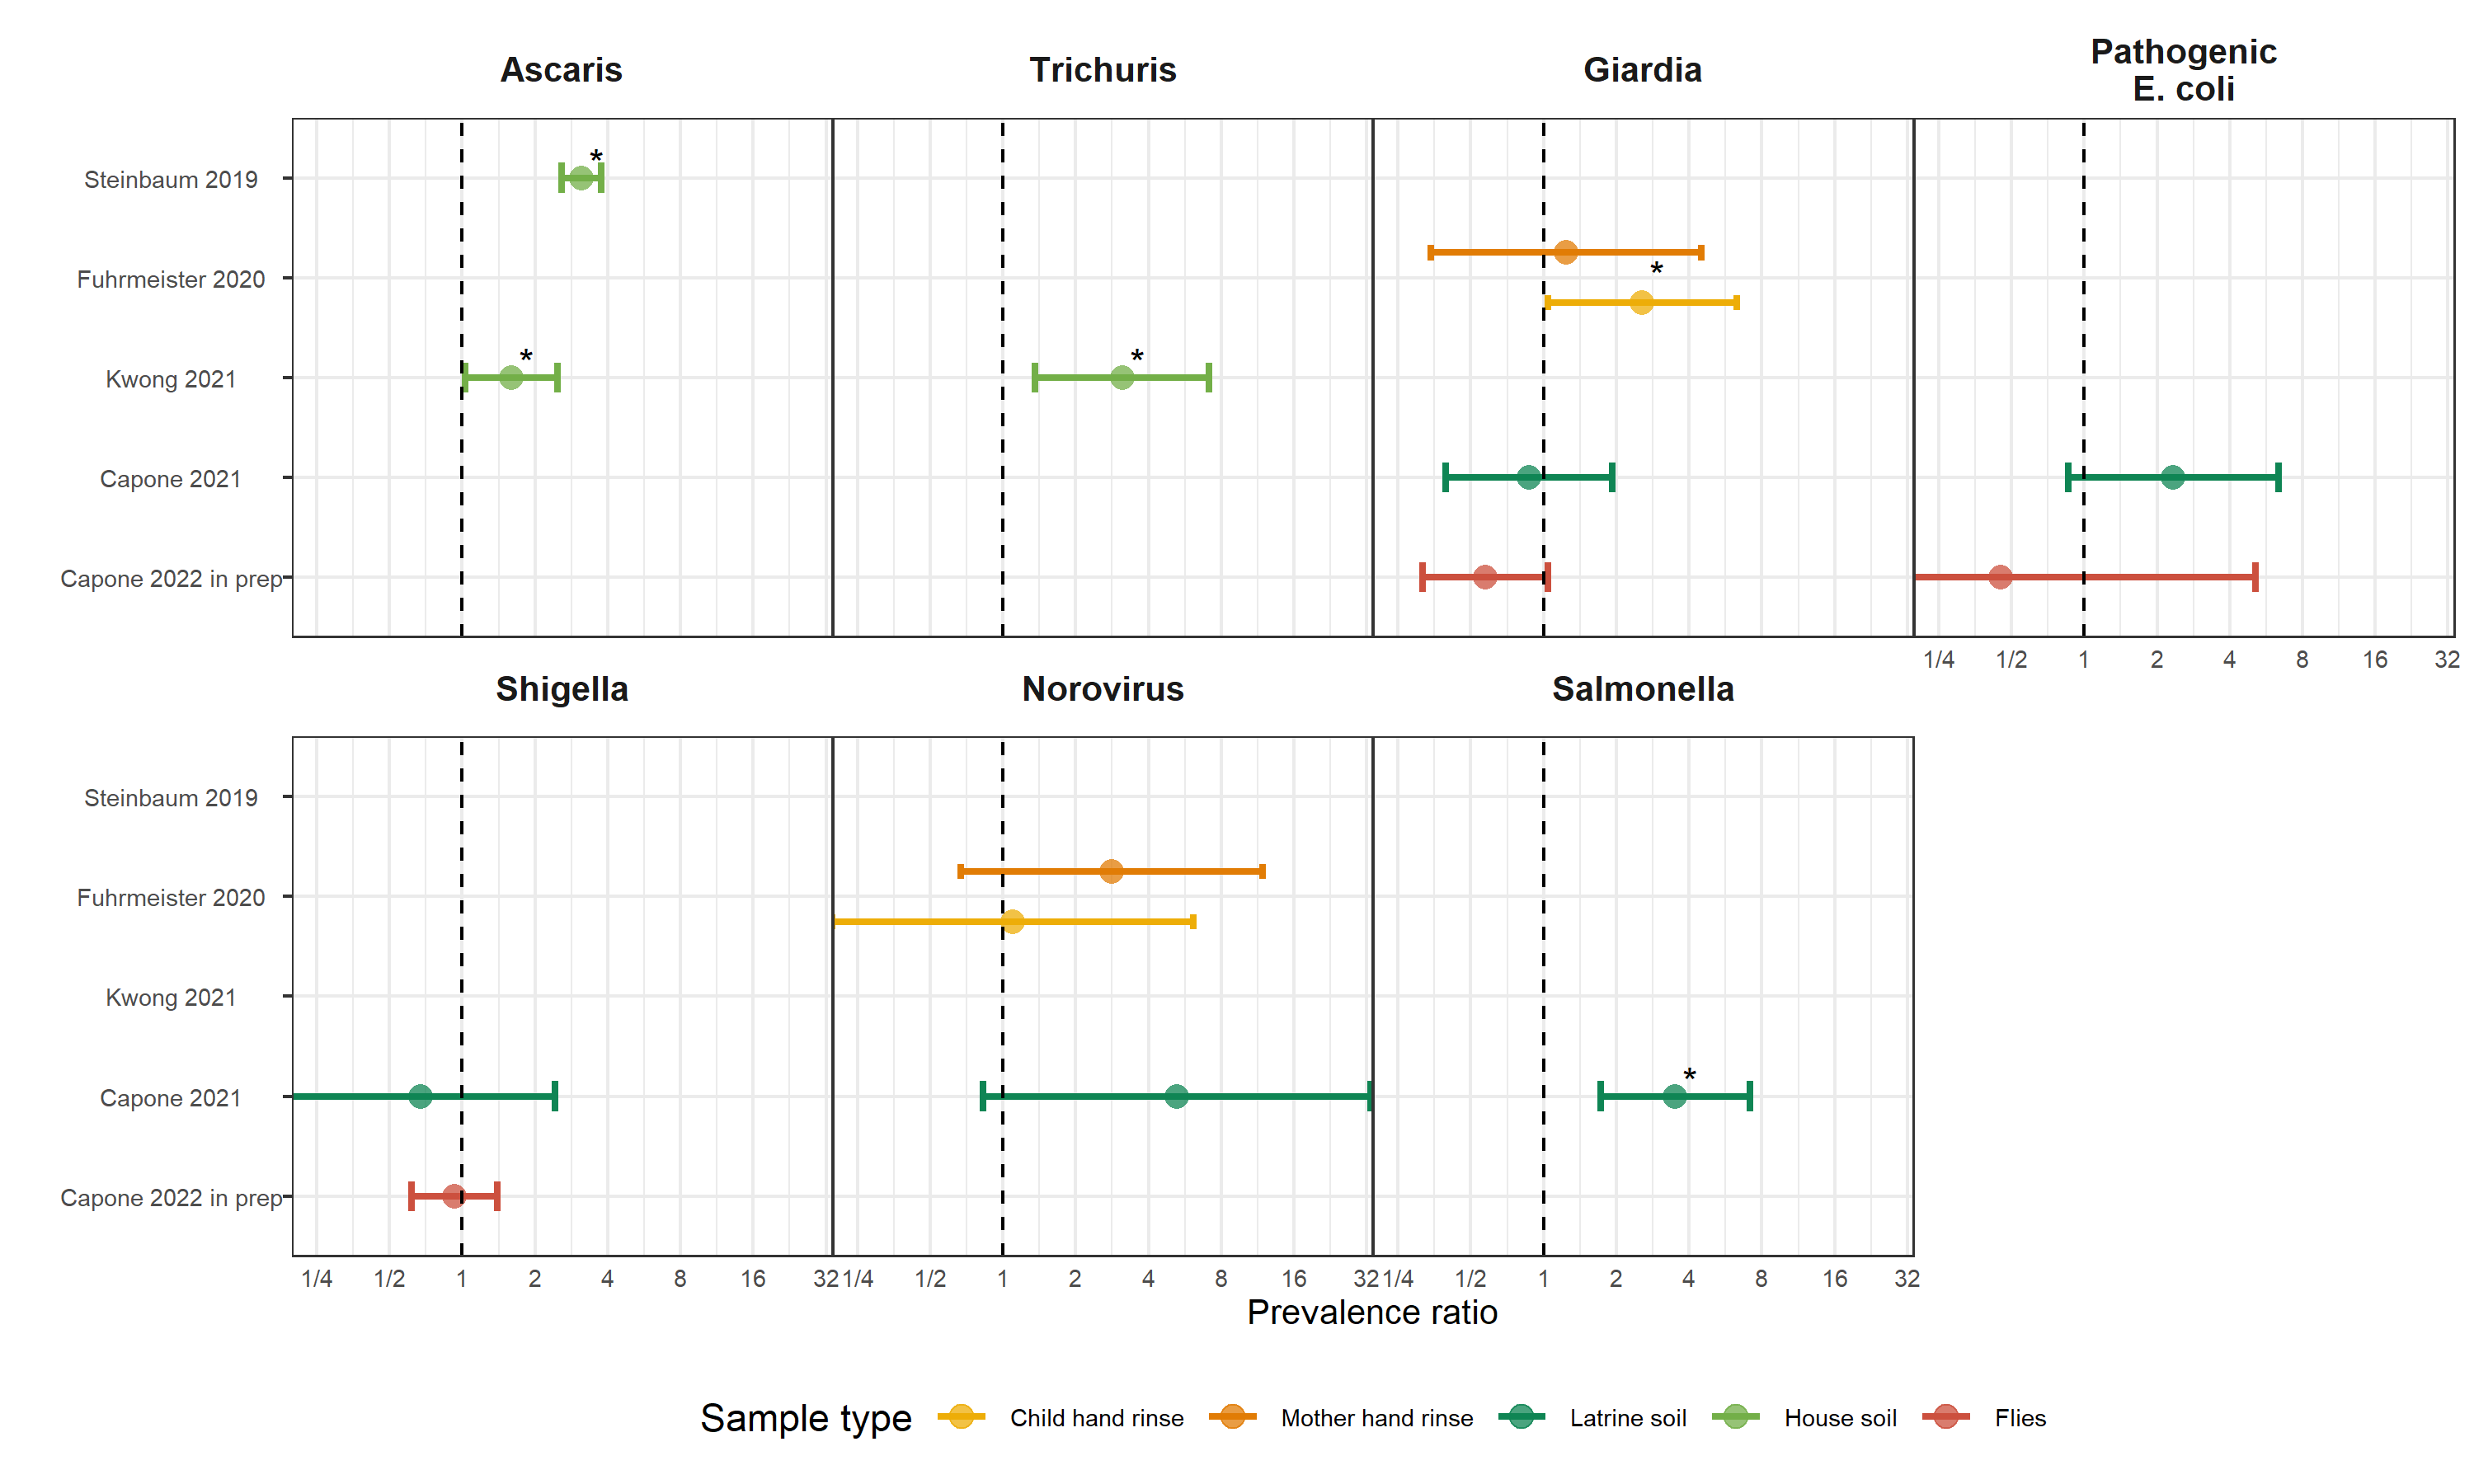 Ascaris
Trichuris
Giardia
Pathogenic
E. coli
Steinbaum 2019
*
Fuhrmeister 2020
*
Kwong 2021
*
*
Capone 2021
Capone 2022 in prep
1/4 1/2 1 2 4 8 16 32
Shigella
Norovirus
Salmonella
Steinbaum 2019
Fuhrmeister 2020
Kwong 2021
Capone 2021
*
Capone 2022 in prep
1/4 1/2 1 2 4 8 16 32 1/4 1/2 1 2 4 8 16 32 1/4 1/2 1 2 4 8 16 32
Prevalence ratio
Sample type Child hand rinse Mother hand rinse Latrine soil House soil Flies